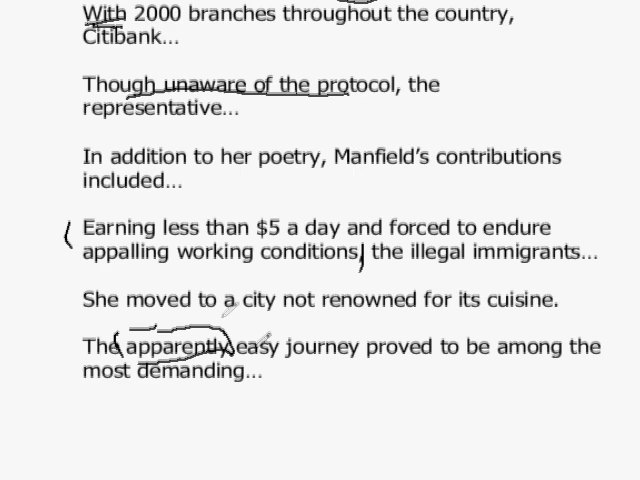 With 2000 branches throughout the country,
Citibank...
Though unaware of the protocol, the
representative...
In addition to her poetry, Manfield's contributions
included...
Earning less than $5 a day and forced to endure
appalling working conditions, the illegal immigrants...
She moved to a city not renowned for its cuisine.
The apparently easy journey proved to be among the
most demanding...